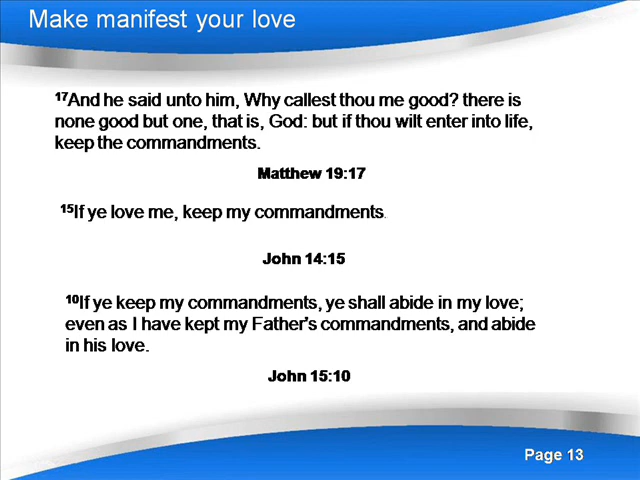 Make manifest your love
17And he said unto him, Why callest thou me good? there is
none good but one, that is, God: but if thou wilt enter into life,
keep the commandments.
Matthew 19:17
15If ye love me, keep my commandments.
John 14:15
10If ye keep my commandments, ye shall abide in my love;
even as I have kept my Father's commandments, and abide
in his love.
John 15:10
Page 13